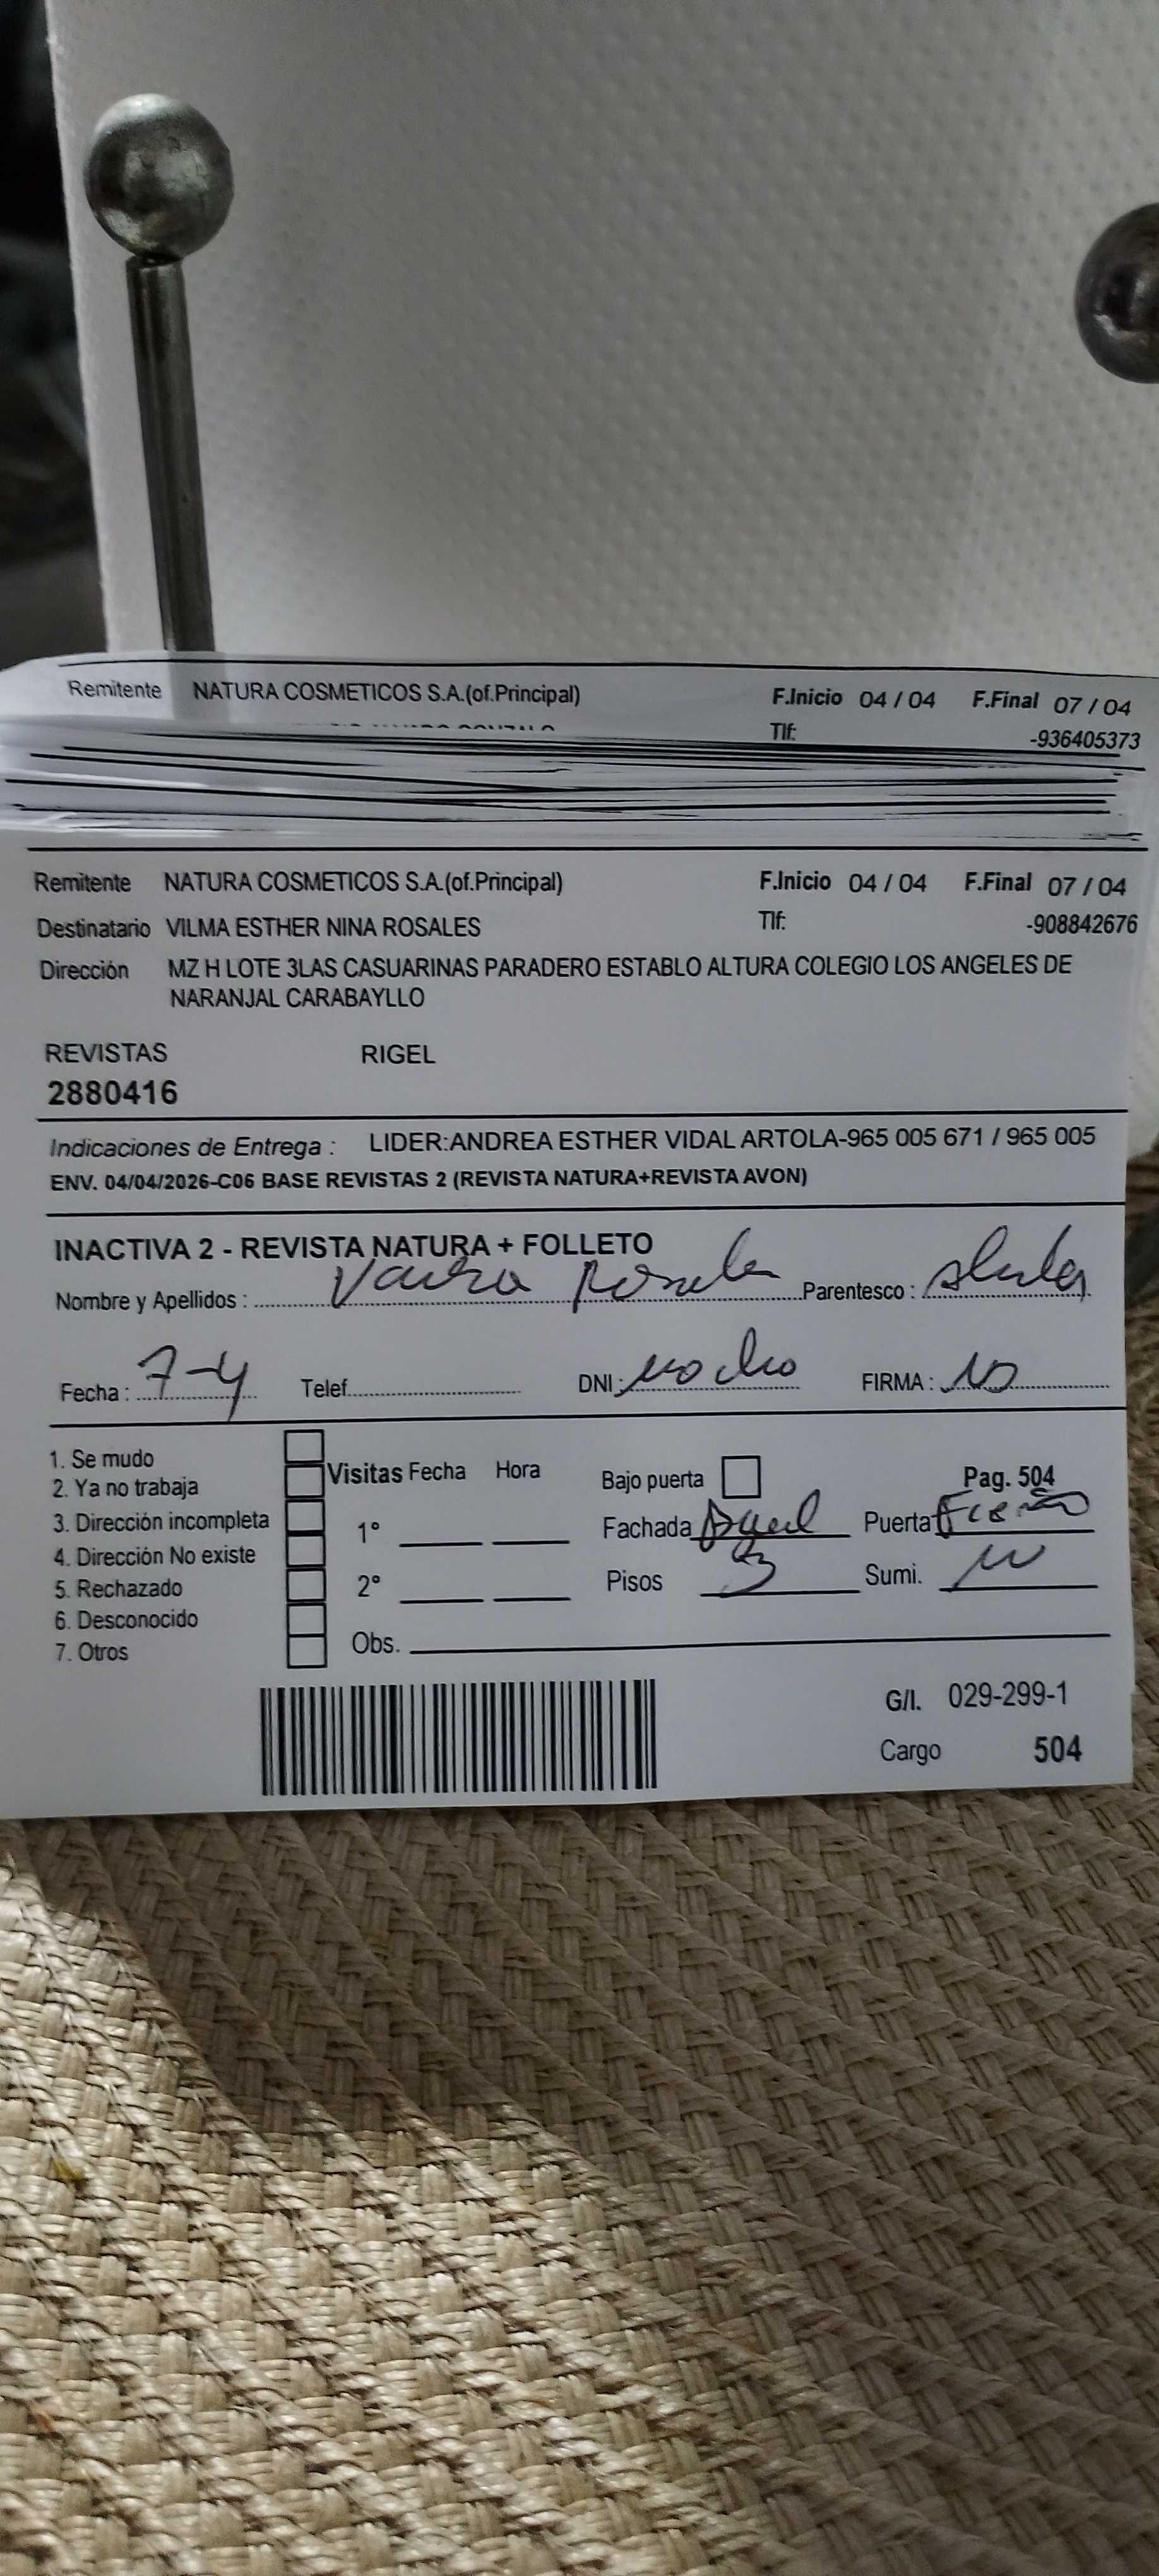 Remitente NATURA COSMETICOS S.A.(of.Principal) F.Inicio 04 / 04 F.Final 07 / 04
Tlf: -936405373
Remitente NATURA COSMETICOS S.A.(of.Principal) F.Inicio 04 / 04 F.Final 07 / 04
Destinatario VILMA ESTHER NINA ROSALES Tlf: -908842676
Dirección MZ H LOTE 3LAS CASUARINAS PARADERO ESTABLO ALTURA COLEGIO LOS ANGELES DE
NARANJAL CARABAYLLO
REVISTAS RIGEL
2880416
Indicaciones de Entrega : LIDER:ANDREA ESTHER VIDAL ARTOLA-965 005 671 / 965 005
ENV. 04/04/2026-C06 BASE REVISTAS 2 (REVISTA NATURA+REVISTA AVON)
INACTIVA 2 - REVISTA NATURA + FOLLETO
Nombre y Apellidos : Parentesco :
Fecha : 7-4 Telef. DNI : FIRMA :
1. Se mudo
2. Ya no trabaja Visitas Fecha Hora Bajo puerta Pag. 504
3. Dirección incompleta 1° Fachada Puerta
4. Dirección No existe
5. Rechazado 2° Pisos 3 Sumi.
6. Desconocido
7. Otros Obs.
G/I. 029-299-1
Cargo 504